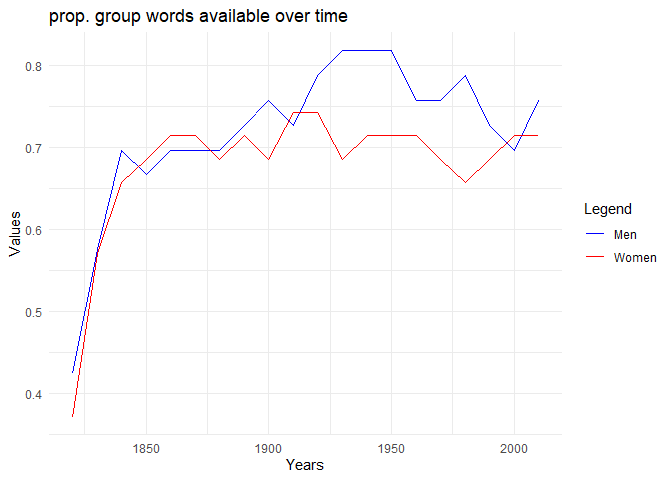 prop. group words available over time
0.8
0.7
0.6
0.5
0.4
Values
1850 1900 1950 2000
Years
Legend
Men
Women